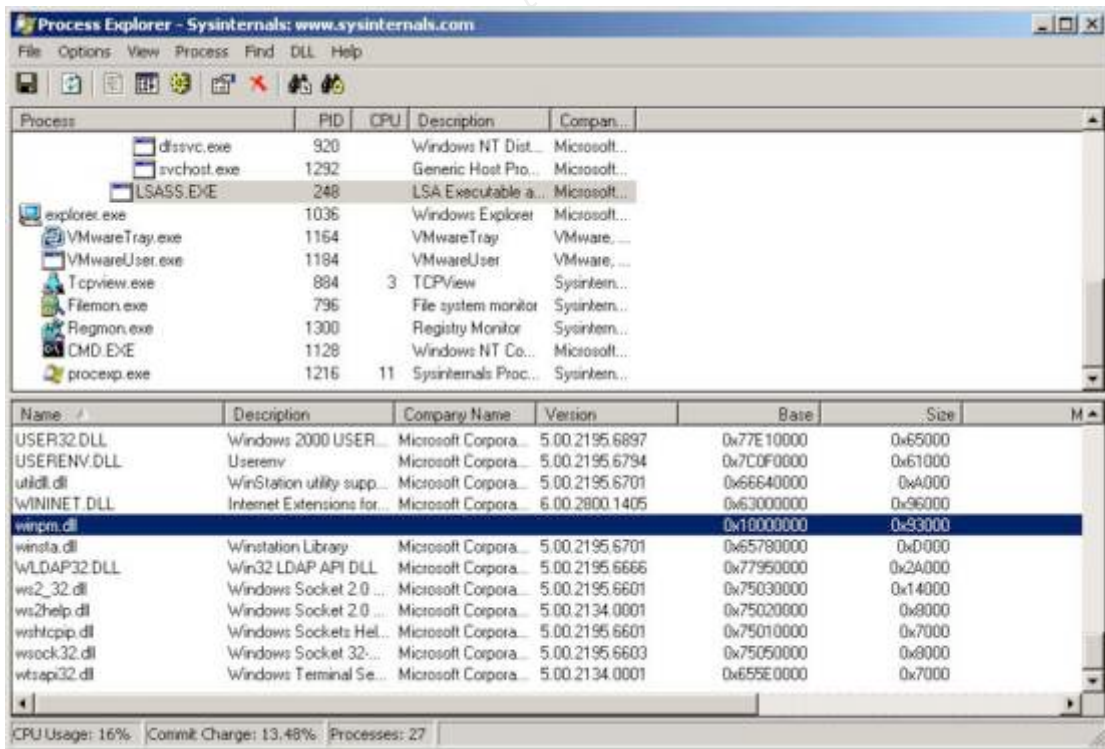 Process Explorer - Sysinternals: www.sysinternals.com
File Options View Process Find DLL Help
Process PID CPU Description Compan...
dfssvc.exe 920 Windows NT Dist... Microsoft...
svchost.exe 1292 Generic Host Pro... Microsoft...
LSASS.EXE 248 LSA Executable a... Microsoft...
explorer.exe 1036 Windows Explorer Microsoft...
VMwareTray.exe 1164 VMwareTray VMware, ...
VMwareUser.exe 1184 VMwareUser VMware, ...
Tcpview.exe 884 3 TCPView Sysintern...
Filemon.exe 796 File system monitor Sysintern...
Regmon.exe 1300 Registry Monitor Sysintern...
CMD.EXE 1128 Windows NT Co... Microsoft...
procexp.exe 1216 11 Sysinternals Proc... Sysintern...
Name Description Company Name Version Base Size M
USER32.DLL Windows 2000 USER... Microsoft Corpora... 5.00.2195.6897 0x77E10000 0x65000
USERENV.DLL Userenv Microsoft Corpora... 5.00.2195.6794 0x7C0F0000 0x61000
utildll.dll WinStation utility supp... Microsoft Corpora... 5.00.2195.6701 0x66640000 0xA000
WININET.DLL Internet Extensions for... Microsoft Corpora... 6.00.2800.1405 0x63000000 0x96000
winpm.dll 0x10000000 0x93000
winsta.dll Winstation Library Microsoft Corpora... 5.00.2195.6701 0x65780000 0xD000
WLDAP32.DLL Win32 LDAP API DLL Microsoft Corpora... 5.00.2195.6666 0x77950000 0x2A000
ws2_32.dll Windows Socket 2.0 ... Microsoft Corpora... 5.00.2195.6601 0x75030000 0x14000
ws2help.dll Windows Socket 2.0 ... Microsoft Corpora... 5.00.2134.0001 0x75020000 0x8000
wshtcpip.dll Windows Sockets Hel... Microsoft Corpora... 5.00.2195.6601 0x75010000 0x7000
wsock32.dll Windows Socket 32-... Microsoft Corpora... 5.00.2195.6603 0x75050000 0x8000
wtsapi32.dll Windows Terminal Se... Microsoft Corpora... 5.00.2134.0001 0x655E0000 0x7000
CPU Usage: 16% Commit Charge: 13.48% Processes: 27